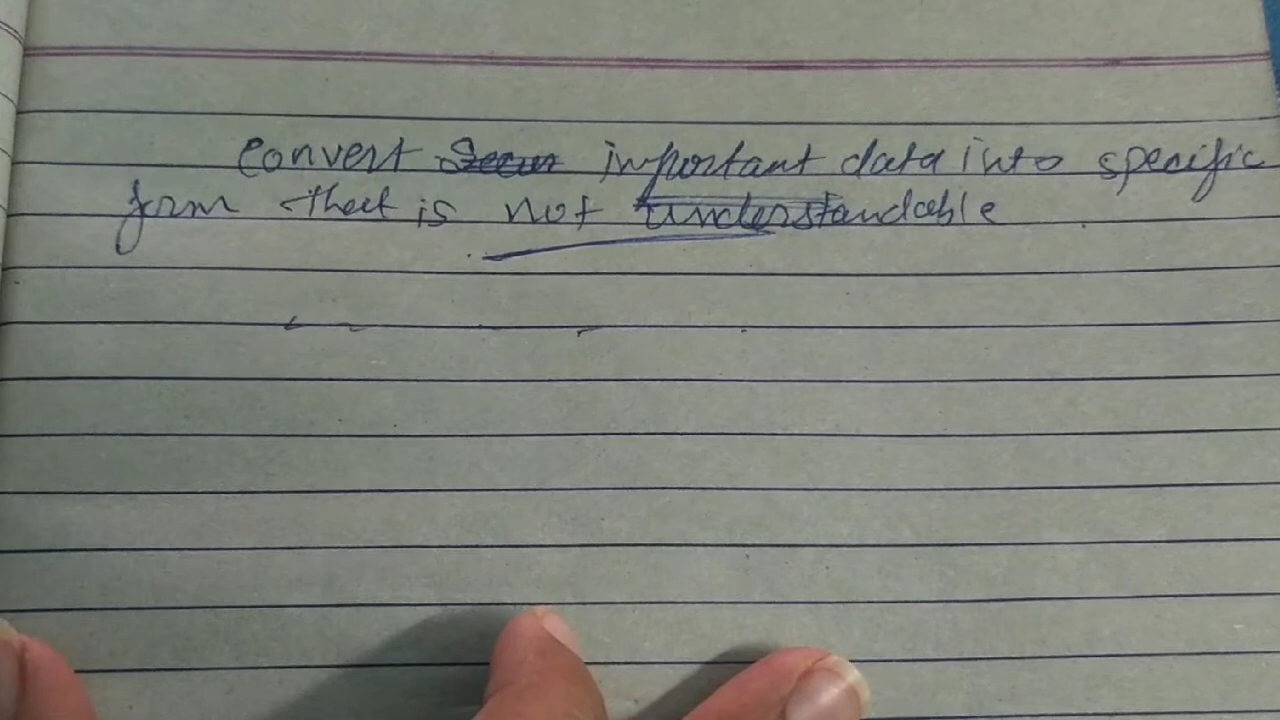 Convert important data into specific
form that is not understandable